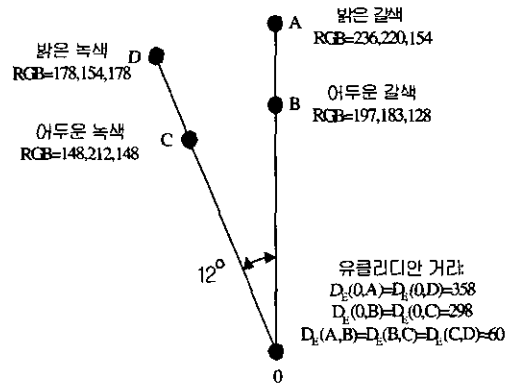 A
밝은 갈색
RGB=236,220,154
밝은 녹색
D
RGB=178,154,178
B
어두운 갈색
RGB=197,183,128
어두운 녹색
C
RGB=148,212,148
12°
유클리디안 거리:
D_E(0,A)=D_E(0,D)=358
D_E(0,B)=D_E(0,C)=298
D_E(A,B)=D_E(B,C)=D_E(C,D)=60
0